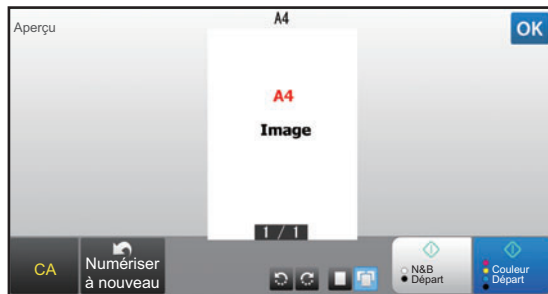 A4
Aperçu
OK
A4
Image
1 / 1
CA
Numériser
à nouveau
N&B
Départ
Couleur
Départ